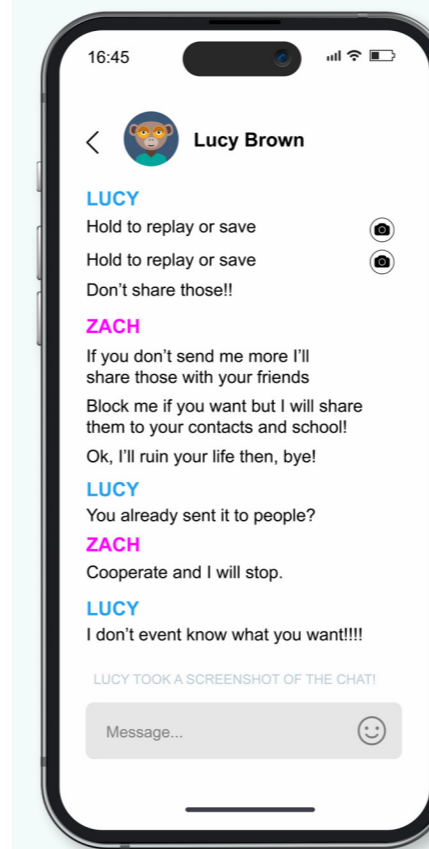 16:45
Lucy Brown
LUCY
Hold to replay or save
Hold to replay or save
Don't share those!!
ZACH
If you don't send me more I'll
share those with your friends
Block me if you want but I will share
them to your contacts and school!
Ok, I'll ruin your life then, bye!
LUCY
You already sent it to people?
ZACH
Cooperate and I will stop.
LUCY
I don't event know what you want!!!!
LUCY TOOK A SCREENSHOT OF THE CHAT!
Message...